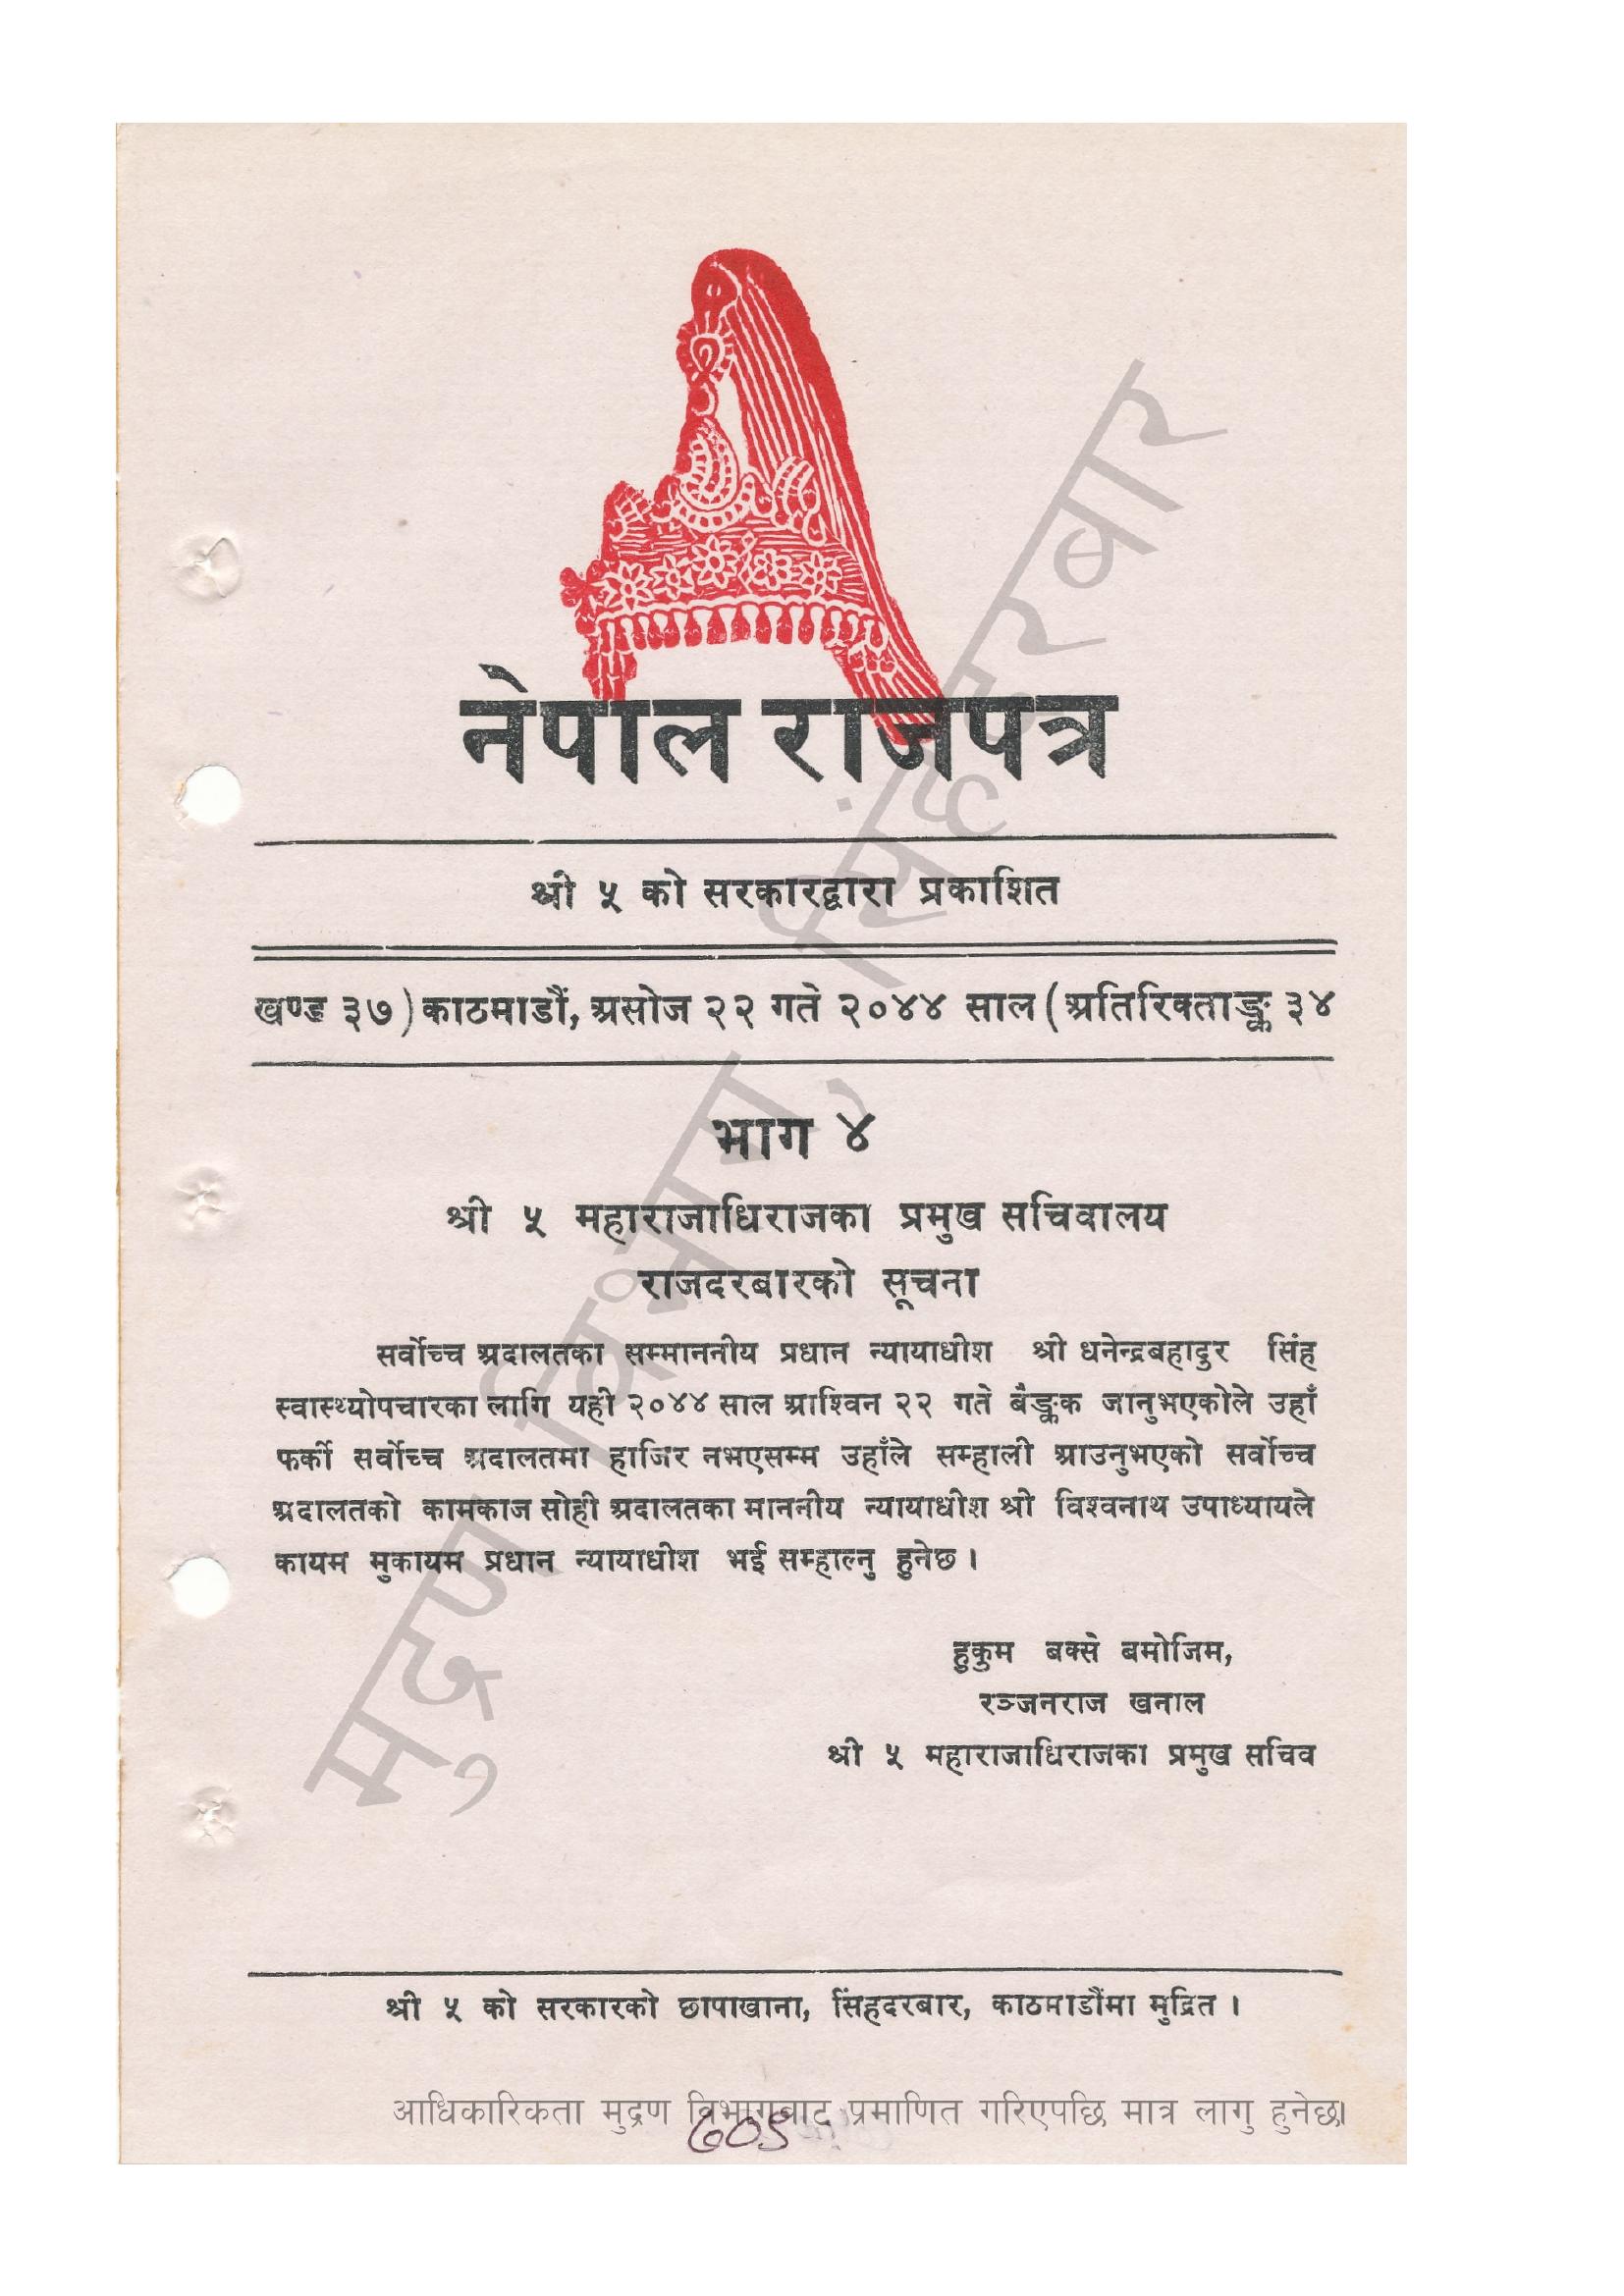 नेपाल राजपत्र
श्री ५ को सरकारद्वारा प्रकाशित
खण्ड ३७) काठमाडौं, असोज २२ गते २०४४ साल (अतिरिक्ताङ्क ३४
भाग ४
श्री ५ महाराजाधिराजका प्रमुख सचिवालय
राजदरबारको सूचना
सर्वोच्च अदालतका सम्माननीय प्रधान न्यायाधीश श्री धनेन्द्रबहादुर सिंह
स्वास्थ्योपचारका लागि यही २०४४ साल आश्विन २२ गते बैङ्कक जानुभएकोले उहाँ
फर्की सर्वोच्च अदालतमा हाजिर नभएसम्म उहाँले सम्हाली आउनुभएको सर्वोच्च
अदालतको कामकाज सोही अदालतका माननीय न्यायाधीश श्री विश्वनाथ उपाध्यायले
कायम मुकायम प्रधान न्यायाधीश भई सम्हाल्नु हुनेछ ।
हुकुम बक्से बमोजिम,
रञ्जनराज खनाल
श्री ५ महाराजाधिराजका प्रमुख सचिव
श्री ५ को सरकारको छापाखाना, सिंहदरबार, काठमाडौंमा मुद्रित ।
आधिकारिकता मुद्रण विभागबाट प्रमाणित गरिएपछि मात्र लागु हुनेछ।
मुद्रण विभाग, सिंहदरबार